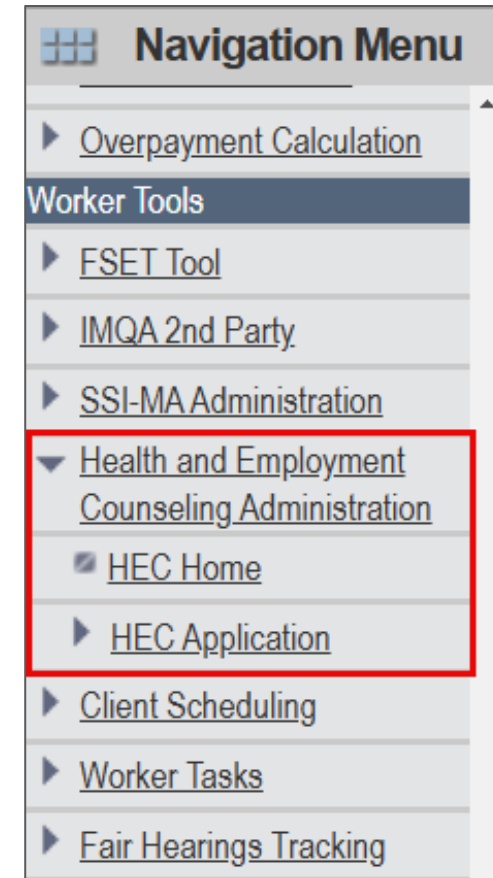 Navigation Menu
Overpayment Calculation
Worker Tools
FSET Tool
IMQA 2nd Party
SSI-MA Administration
Health and Employment
Counseling Administration
HEC Home
HEC Application
Client Scheduling
Worker Tasks
Fair Hearings Tracking